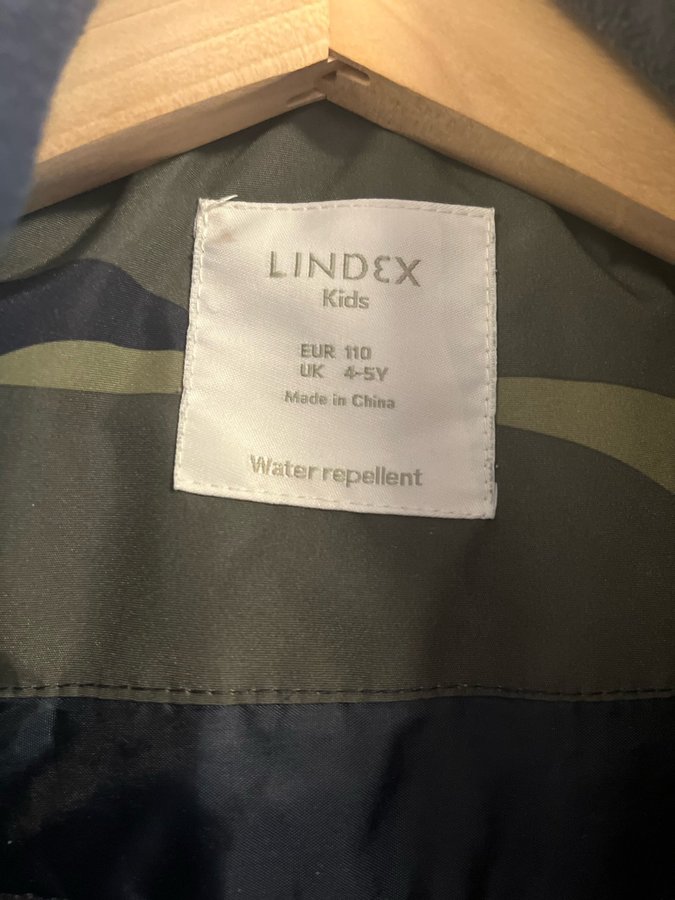 LINDEX
Kids
EUR 110
UK 4-5Y
Made in China
Water repellent